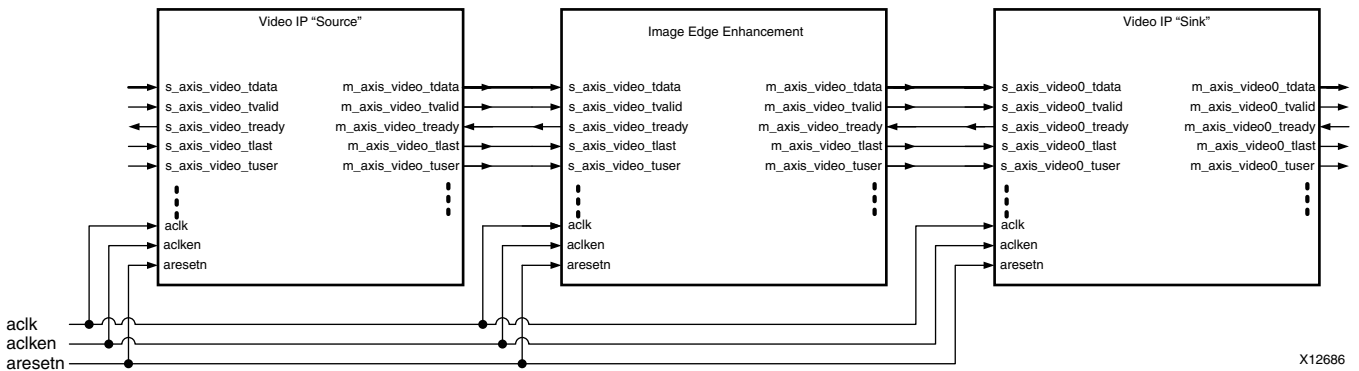 Video IP “Source”
s_axis_video_tdata
s_axis_video_tvalid
s_axis_video_tready
s_axis_video_tlast
s_axis_video_tuser
m_axis_video_tdata
m_axis_video_tvalid
m_axis_video_tready
m_axis_video_tlast
m_axis_video_tuser
aclk
aclken
aresetn
Image Edge Enhancement
s_axis_video_tdata
s_axis_video_tvalid
s_axis_video_tready
s_axis_video_tlast
s_axis_video_tuser
m_axis_video_tdata
m_axis_video_tvalid
m_axis_video_tready
m_axis_video_tlast
m_axis_video_tuser
aclk
aclken
aresetn
Video IP “Sink”
s_axis_video0_tdata
s_axis_video0_tvalid
s_axis_video0_tready
s_axis_video0_tlast
s_axis_video0_tuser
m_axis_video0_tdata
m_axis_video0_tvalid
m_axis_video0_tready
m_axis_video0_tlast
m_axis_video0_tuser
aclk
aclken
aresetn
aclk
aclken
aresetn
X12686